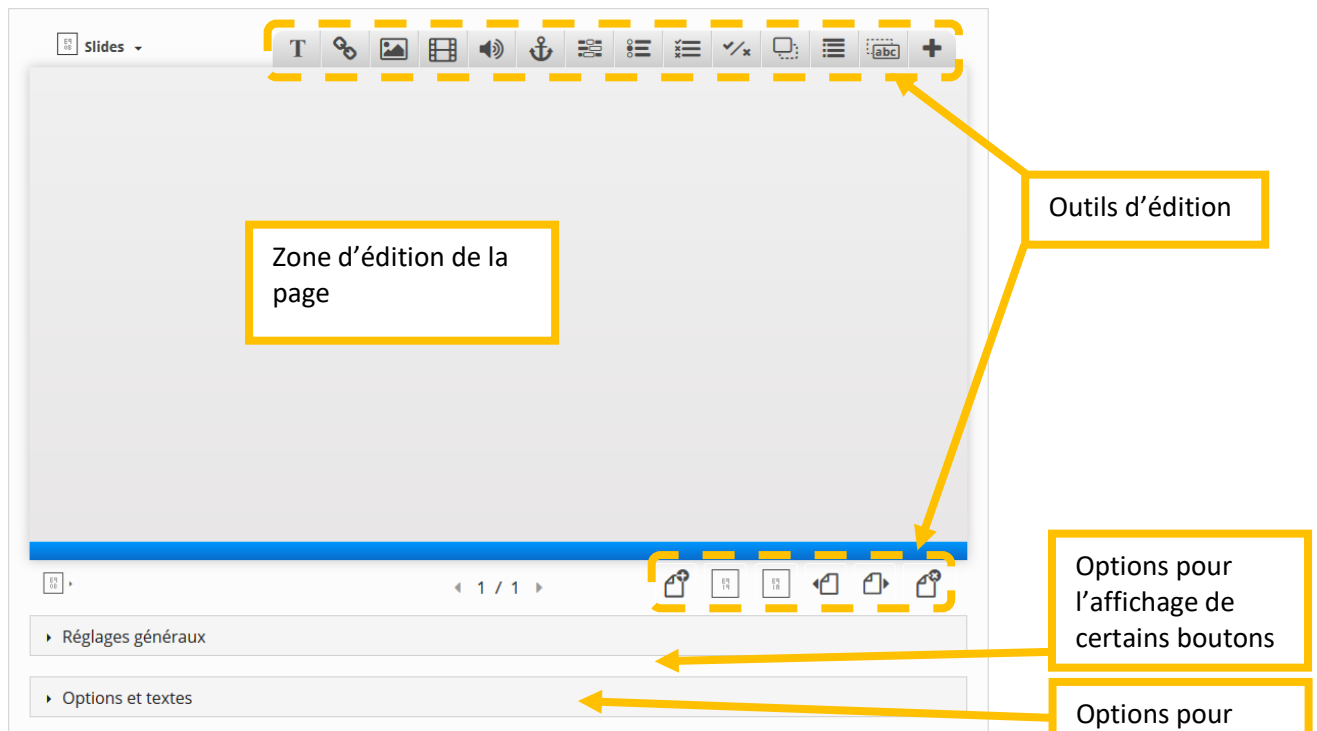 Slides
T abc
Outils d’édition
Zone d’édition de la
page
1 / 1
Options pour
l’affichage de
certains boutons
Réglages généraux
Options et textes
Options pour